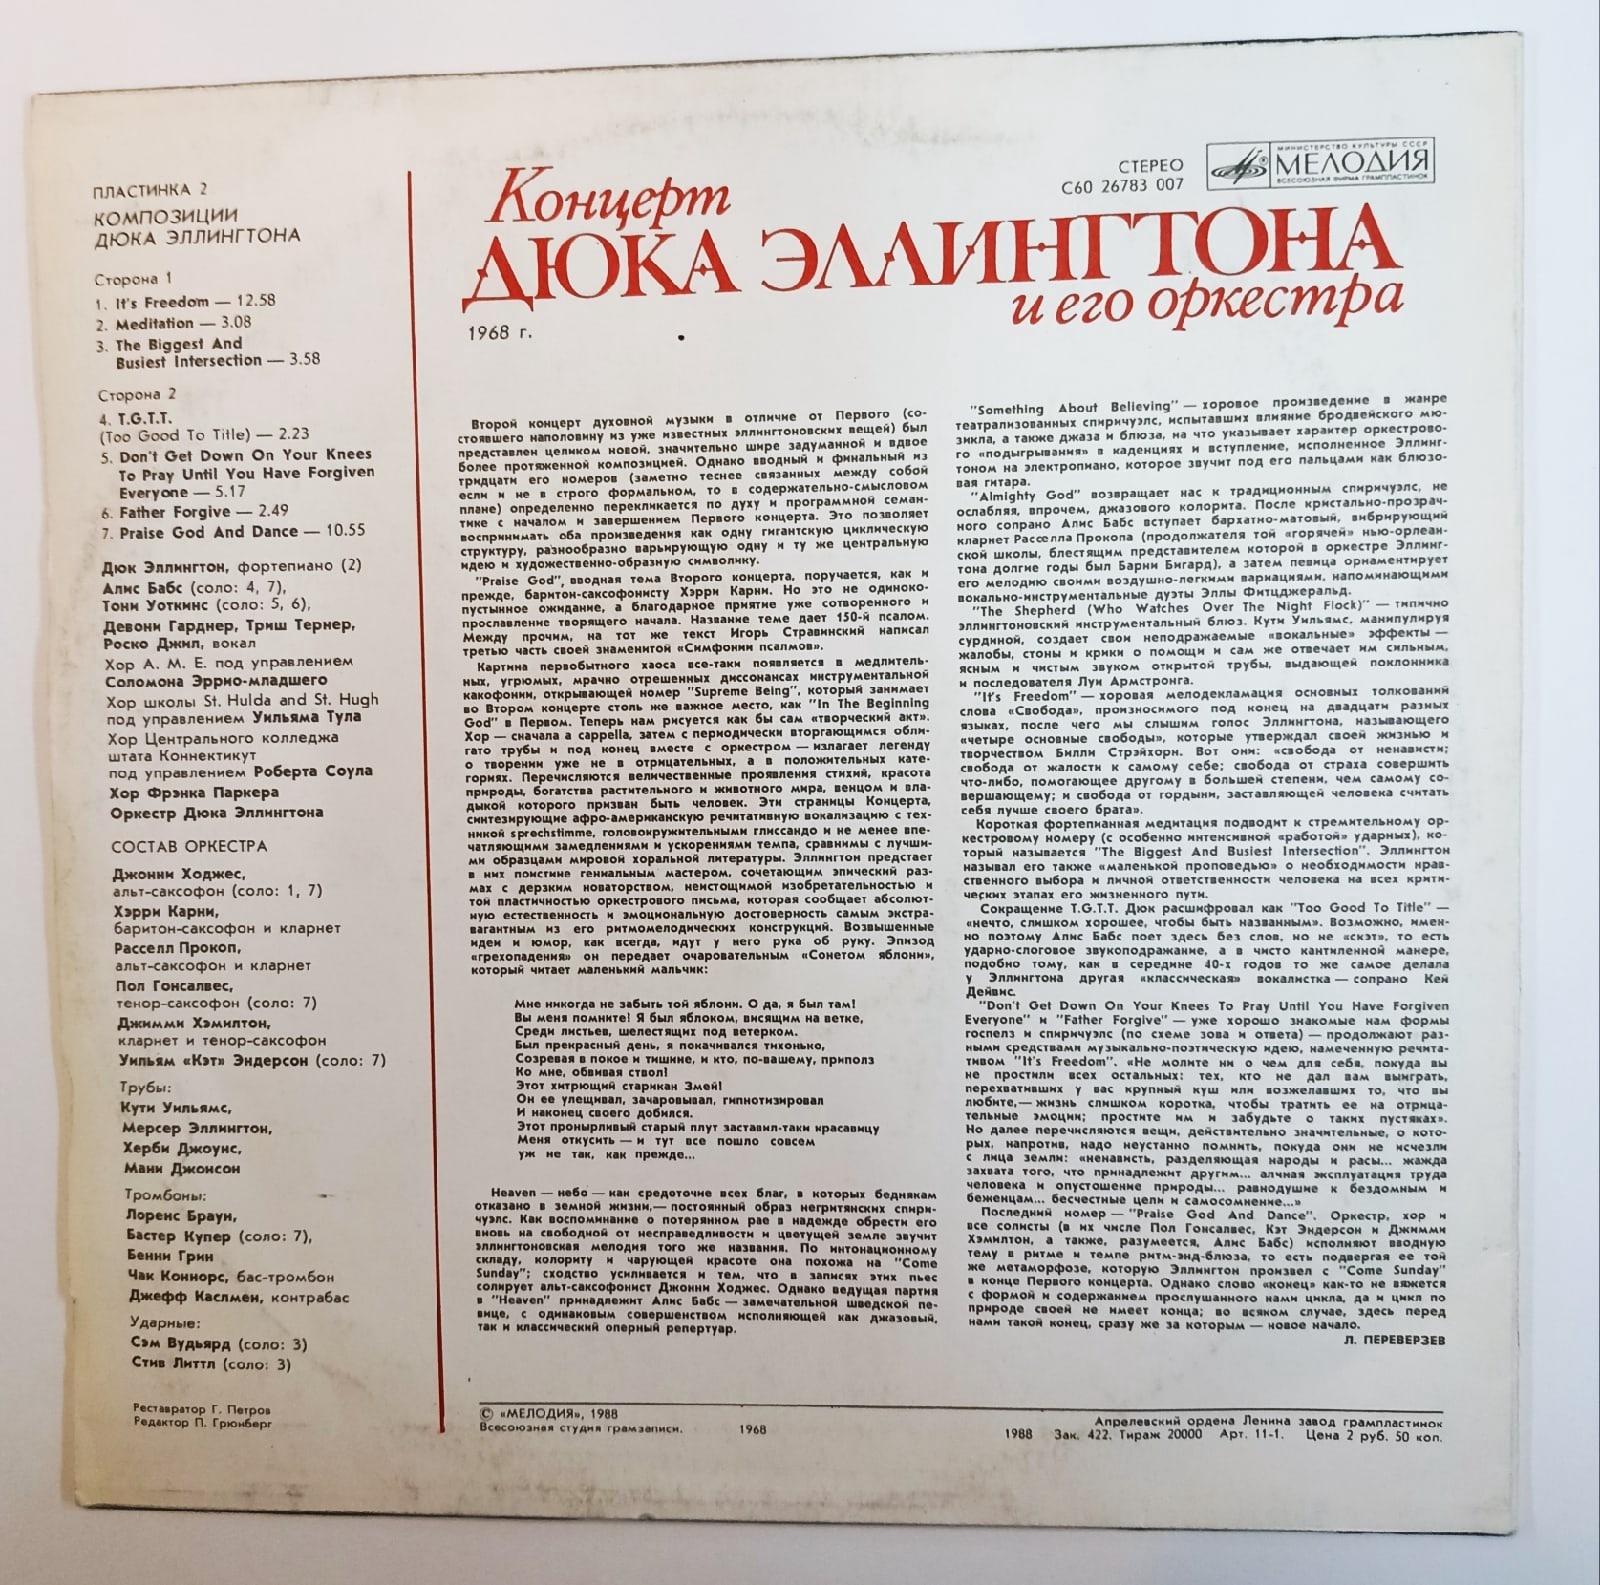 ПЛАСТИНКА 2
КОМПОЗИЦИИ
ДЮКА ЭЛЛИНГТОНА
Сторона 1
1. It's Freedom — 12.58
2. Meditation — 3.08
3. The Biggest And
Busiest Intersection — 3.58
Сторона 2
4. T.G.T.T.
(Too Good To Title) — 2.23
5. Don't Get Down On Your Knees
To Pray Until You Have Forgiven
Everyone — 5.17
6. Father Forgive — 2.49
7. Praise God And Dance — 10.55
Дюк Эллингтон, фортепиано (2)
Алис Бабс (соло: 4, 7),
Тони Уоткинс (соло: 5, 6),
Девони Гарднер, Триш Тернер,
Роско Джил, вокал
Хор А. М. Е. под управлением
Соломона Эррио-младшего
Хор школы St. Hulda and St. Hugh
под управлением Уильяма Тула
Хор Центрального колледжа
штата Коннектикут
под управлением Роберта Соула
Хор Фрэнка Паркера
Оркестр Дюка Эллингтона
СОСТАВ ОРКЕСТРА
Джонни Ходжес,
альт-саксофон (соло: 1, 7)
Хэрри Карни,
баритон-саксофон и кларнет
Расселл Прокоп,
альт-саксофон и кларнет
Пол Гонсалвес,
тенор-саксофон (соло: 7)
Джимми Хэмилтон,
кларнет и тенор-саксофон
Уильям «Кэт» Эндерсон (соло: 7)
Трубы:
Кути Уильямс,
Мерсер Эллингтон,
Херби Джоунс,
Мани Джонсон
Тромбоны:
Лоренс Браун,
Бастер Купер (соло: 7),
Бенни Грин
Чак Коннорс, бас-тромбон
Джефф Каслмен, контрабас
Ударные:
Сэм Вудьярд (соло: 3)
Стив Литтл (соло: 3)
Реставратор Г. Петров
Редактор П. Грюнберг
СТЕРЕО
С60 26783 007
МИНИСТЕРСТВО КУЛЬТУРЫ СССР
МЕЛОДИЯ
ВСЕСОЮЗНАЯ ФИРМА ГРАМПЛАСТИНОК
Концерт
ДЮКА ЭЛЛИНГТОНА
и его оркестра
1968 г.
Второй концерт духовной музыки в отличие от Первого (со-
стоявшего наполовину из уже известных эллингтоновских вещей) был
представлен целиком новой, значительно шире задуманной и вдвое
более протяженной композицией. Однако вводный и финальный из
тридцати его номеров (заметно теснее связанных между собой
если и не в строго формальном, то в содержательно-смысловом
плане) определенно перекликается по духу и программной семан-
тике с началом и завершением Первого концерта. Это позволяет
воспринимать оба произведения как одну гигантскую циклическую
структуру, разнообразно варьирующую одну и ту же центральную
идею и художественно-образную символику.
"Praise God", вводная тема Второго концерта, поручается, как и
прежде, баритон-саксофонисту Хэрри Карни. Но это не одиноко-
пустынное ожидание, а благодарное приятие уже сотворенного и
прославление творящего начала. Название теме дает 150-й псалом.
Между прочим, на тот же текст Игорь Стравинский написал
третью часть своей знаменитой «Симфонии псалмов».
Картина первобытного хаоса все-таки появляется в медлитель-
ных, угрюмых, мрачно отрешенных диссонансах инструментальной
какофонии, открывающей номер "Supreme Being", который занимает
во Втором концерте столь же важное место, как "In The Beginning
God" в Первом. Теперь нам рисуется как бы сам «творческий акт».
Хор — сначала a cappella, затем с периодически вторгающимся обли-
гато трубы и под конец вместе с оркестром — излагает легенду
о творении уже не в отрицательных, а в положительных кате-
гориях. Перечисляются величественные проявления стихий, красота
природы, богатства растительного и животного мира, венцом и вла-
дыкой которого призван быть человек. Эти страницы Концерта,
синтезирующие афро-американскую речитативную вокализацию с тех-
никой sprechstimme, головокружительными глиссандо и не менее впе-
чатляющими замедлениями и ускорениями темпа, сравнимы с лучши-
ми образцами мировой хоральной литературы. Эллингтон предстает
в них поистине гениальным мастером, сочетающим эпический раз-
мах с дерзким новаторством, неистощимой изобретательностью и
той пластичностью оркестрового письма, которая сообщает абсолют-
ную естественность и эмоциональную достоверность самым экстра-
вагантным из его ритмомелодических конструкций. Возвышенные
идеи и юмор, как всегда, идут у него рука об руку. Эпизод
«грехопадения» он передает очаровательным «Сонетом яблони»,
который читает маленький мальчик:
Мне никогда не забыть той яблони. О да, я был там!
Вы меня помните! Я был яблоком, висящим на ветке,
Среди листьев, шелестящих под ветерком.
Был прекрасный день, я покачивался тихонько,
Созревая в покое и тишине, и кто, по-вашему, приполз
Ко мне, обвивая ствол!
Этот хитрющий старикан Змей!
Он ее улещивал, зачаровывал, гипнотизировал
И наконец своего добился.
Этот пронырливый старый плут заставил-таки красавицу
Меня откусить — и тут все пошло совсем
уж не так, как прежде...
Heaven — небо — как средоточие всех благ, в которых беднякам
отказано в земной жизни,— постоянный образ негритянских спири-
чуэлс. Как воспоминание о потерянном рае в надежде обрести его
вновь на свободной от несправедливости и цветущей земле звучит
эллингтоновская мелодия того же названия. По интонационному
складу, колориту и чарующей красоте она похожа на "Come
Sunday"; сходство усиливается и тем, что в записях этих пьес
солирует альт-саксофонист Джонни Ходжес. Однако ведущая партия
в "Heaven" принадлежит Алис Бабс — замечательной шведской пе-
вице, с одинаковым совершенством исполняющей как джазовый,
так и классический оперный репертуар.
"Something About Believing" — хоровое произведение в жанре
театрализованных спиричуэлс, испытавших влияние бродвейского мю-
зикла, а также джаза и блюза, на что указывает характер оркестрово-
го «подыгрывания» в каденциях и вступление, исполненное Эллинг-
тоном на электропиано, которое звучит под его пальцами как блюзо-
вая гитара.
"Almighty God" возвращает нас к традиционным спиричуэлс, не
ослабляя, впрочем, джазового колорита. После кристально-прозрач-
ного сопрано Алис Бабс вступает бархатно-матовый, вибрирующий
кларнет Расселла Прокопа (продолжателя той «горячей» нью-орлеан-
ской школы, блестящим представителем которой в оркестре Эллинг-
тона долгие годы был Барни Бигард), а затем певица орнаментирует
его мелодию своими воздушно-легкими вариациями, напоминающими
вокально-инструментальные дуэты Эллы Фитцджеральд.
"The Shepherd (Who Watches Over The Night Flock)" — типично
эллингтоновский инструментальный блюз. Кути Уильямс, манипулируя
сурдиной, создает свои неподражаемые «вокальные» эффекты —
жалобы, стоны и крики о помощи и сам же отвечает им сильным,
ясным и чистым звуком открытой трубы, выдающей поклонника
и последователя Луи Армстронга.
"It's Freedom" — хоровая мелодекламация основных толкований
слова «Свобода», произносимого под конец на двадцати разных
языках, после чего мы слышим голос Эллингтона, называющего
«четыре основные свободы», которые утверждал своей жизнью и
творчеством Билли Стрэйхорн. Вот они: «свобода от ненависти;
свобода от жалости к самому себе; свобода от страха совершить
что-либо, помогающее другому в большей степени, чем самому со-
вершающему; и свобода от гордыни, заставляющей человека считать
себя лучше своего брата».
Короткая фортепианная медитация подводит к стремительному ор-
кестровому номеру (с особенно интенсивной «работой» ударных), ко-
торый называется "The Biggest And Busiest Intersection". Эллингтон
называл его также «маленькой проповедью» о необходимости нрав-
ственного выбора и личной ответственности человека на всех крити-
ческих этапах его жизненного пути.
Сокращение T.G.T.T. Дюк расшифровал как "Too Good To Title" —
«нечто, слишком хорошее, чтобы быть названным». Возможно, имен-
но поэтому Алис Бабс поет здесь без слов, но не «скэт», то есть
ударно-слоговое звукоподражание, а в чисто кантиленной манере,
подобно тому, как в середине 40-х годов то же самое делала
у Эллингтона другая «классическая» вокалистка — сопрано Кей
Дейвис.
"Don't Get Down On Your Knees To Pray Until You Have Forgiven
Everyone" и "Father Forgive" — уже хорошо знакомые нам формы
госпелз и спиричуэлс (по схеме зова и ответа) — продолжают раз-
ными средствами музыкально-поэтическую идею, намеченную речита-
тивом "It's Freedom". «Не молите ни о чем для себя, покуда вы
не простили всех остальных: тех, кто не дал вам выиграть,
перехвативших у вас крупный куш или возжелавших то, что вы
любите,— жизнь слишком коротка, чтобы тратить ее на отрица-
тельные эмоции; простите им и забудьте о таких пустяках».
Но далее перечисляются вещи, действительно значительные, о кото-
рых, напротив, надо неустанно помнить, покуда они не исчезли
с лица земли: «ненависть, разделяющая народы и расы... жажда
захвата того, что принадлежит другим... алчная эксплуатация труда
человека и опустошение природы... равнодушие к бездомным и
беженцам... бесчестные цели и самосомнение...»
Последний номер — "Praise God And Dance". Оркестр, хор и
все солисты (в их числе Пол Гонсалвес, Кэт Эндерсон и Джимми
Хэмилтон, а также, разумеется, Алис Бабс) исполняют вводную
тему в ритме и темпе ритм-энд-блюза, то есть подвергая ее той
же метаморфозе, которую Эллингтон произвел с "Come Sunday"
в конце Первого концерта. Однако слово «конец» как-то не вяжется
с формой и содержанием прослушанного нами цикла, да и цикл по
природе своей не имеет конца; во всяком случае, здесь перед
нами такой конец, сразу же за которым — новое начало.
Л. ПЕРЕВЕРЗЕВ
© «МЕЛОДИЯ», 1988
Всесоюзная студия грамзаписи. 1968
Апрелевский ордена Ленина завод грампластинок
1988 Зак. 422. Тираж 20000 Арт. 11-1. Цена 2 руб. 50 коп.